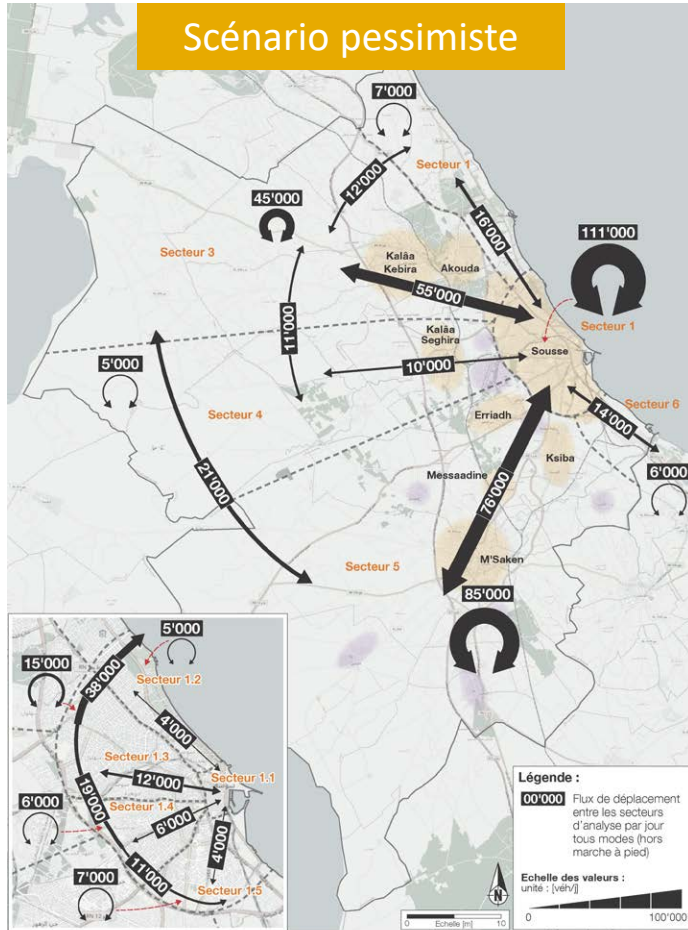 Scénario pessimiste
7'000
Secteur 1
12'000
45'000
16'000
111'000
Secteur 3
Kalâa
Kebira
Akouda
55'000
Secteur 1
11'000
Kalâa
Seghira
Sousse
10'000
5'000
Secteur 6
14'000
Secteur 4
Erriadh
Ksiba
6'000
Messaadine
76'000
21'000
Secteur 5
M'Saken
85'000
5'000
15'000
38'000
Secteur 1.2
4'000
Secteur 1.3
Secteur 1.1
12'000
19'000
Secteur 1.4
6'000
6'000
4'000
7'000
11'000
Secteur 1.5
Légende :
00'000
Flux de déplacement
entre les secteurs
d'analyse par jour
tous modes (hors
marche à pied)
Echelle des valeurs :
unité : [véh/j]
0
100'000
N
0
Echelle [m]
10